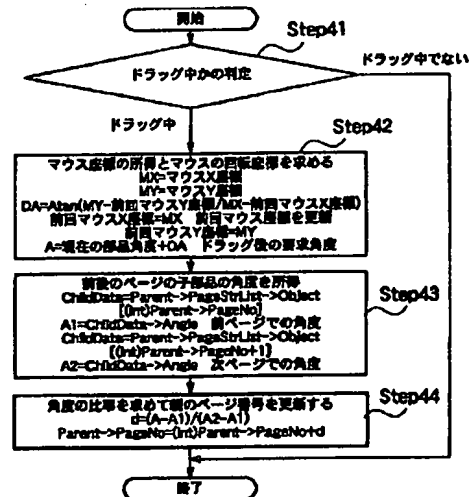 開始
Step41
ドラッグ中かの判定
ドラッグ中でない
ドラッグ中
Step42
マウス座標の所得とマウスの回転座標を求める
MX=マウスX座標
MY=マウスY座標
DA=Atan(MY-前回マウスY座標/MX-前回マウスX座標)
前回マウスX座標=MX 前回マウス座標を更新
前回マウスY座標=MY
A=現在の部品角度+DA ドラッグ後の要求角度
Step43
前後のページの子部品の角度を所得
ChildData=Parent->PageStrList->Object
[(int)Parent->PageNo]
A1=ChildData->Angle 前ページでの角度
ChildData=Parent->PageStrList->Object
[(int)Parent->PageNo+1]
A2=ChildData->Angle 次ページでの角度
Step44
角度の比率を求めて親のページ番号を更新する
d=(A-A1)/(A2-A1)
Parent->PageNo=(int)Parent->PageNo+d
終了